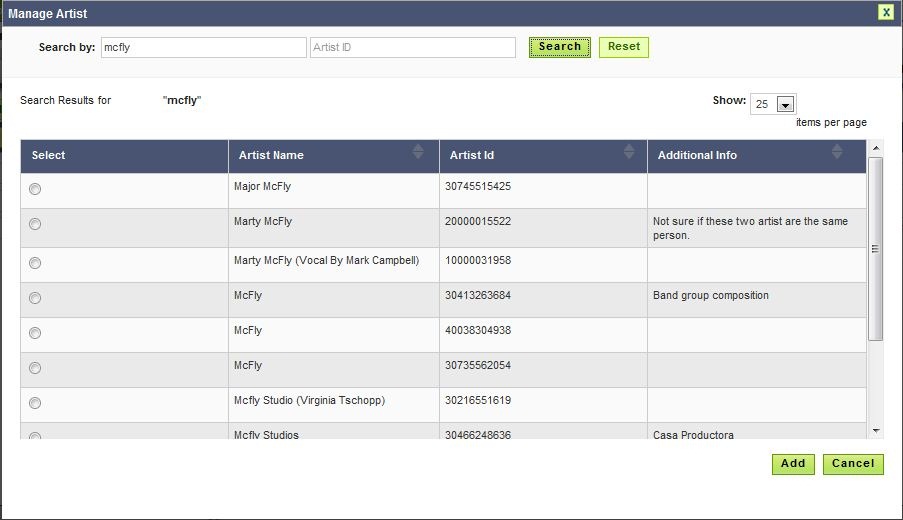 Manage Artist X
Search by: mcfly Artist ID Search Reset
Search Results for "mcfly" Show: 25
items per page
Select Artist Name Artist Id Additional Info
Major McFly 30745515425
Marty McFly 20000015522 Not sure if these two artist are the same
person.
Marty McFly (Vocal By Mark Campbell) 10000031958
McFly 30413263684 Band group composition
McFly 40038304938
McFly 30735562054
Mcfly Studio (Virginia Tschopp) 30216551619
Mcfly Studios 30466248636 Casa Productora
Add Cancel